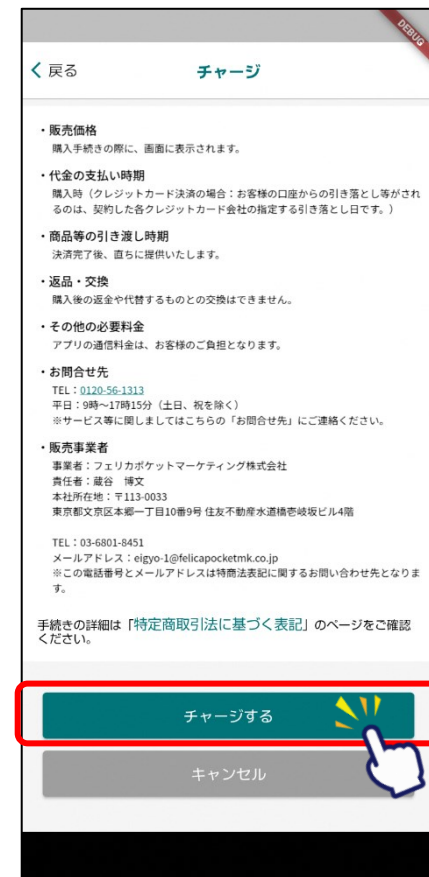 DEBUG
戻る
チャージ
・販売価格
購入手続きの際に、画面に表示されます。
・代金の支払い時期
購入時（クレジットカード決済の場合：お客様の口座からの引き落とし等がされ
るのは、契約した各クレジットカード会社の指定する引き落とし日です。）
・商品等の引き渡し時期
決済完了後、直ちに提供いたします。
・返品・交換
購入後の返金や代替するものとの交換はできません。
・その他の必要料金
アプリの通信料金は、お客様のご負担となります。
・お問合せ先
TEL：0120-56-1313
平日：9時〜17時15分（土日、祝を除く）
※サービス等に関しましてはこちらの「お問合せ先」にご連絡ください。
・販売事業者
事業者：フェリカポケットマーケティング株式会社
責任者：蔵谷　博文
本社所在地：〒113-0033
東京都文京区本郷一丁目10番9号 住友不動産水道橋壱岐坂ビル4階
TEL：03-6801-8451
メールアドレス：eigyo-1@felicapocketmk.co.jp
※この電話番号とメールアドレスは特商法表記に関するお問い合わせ先となりま
す。
手続きの詳細は「特定商取引法に基づく表記」のページをご確認
ください。
チャージする
キャンセル